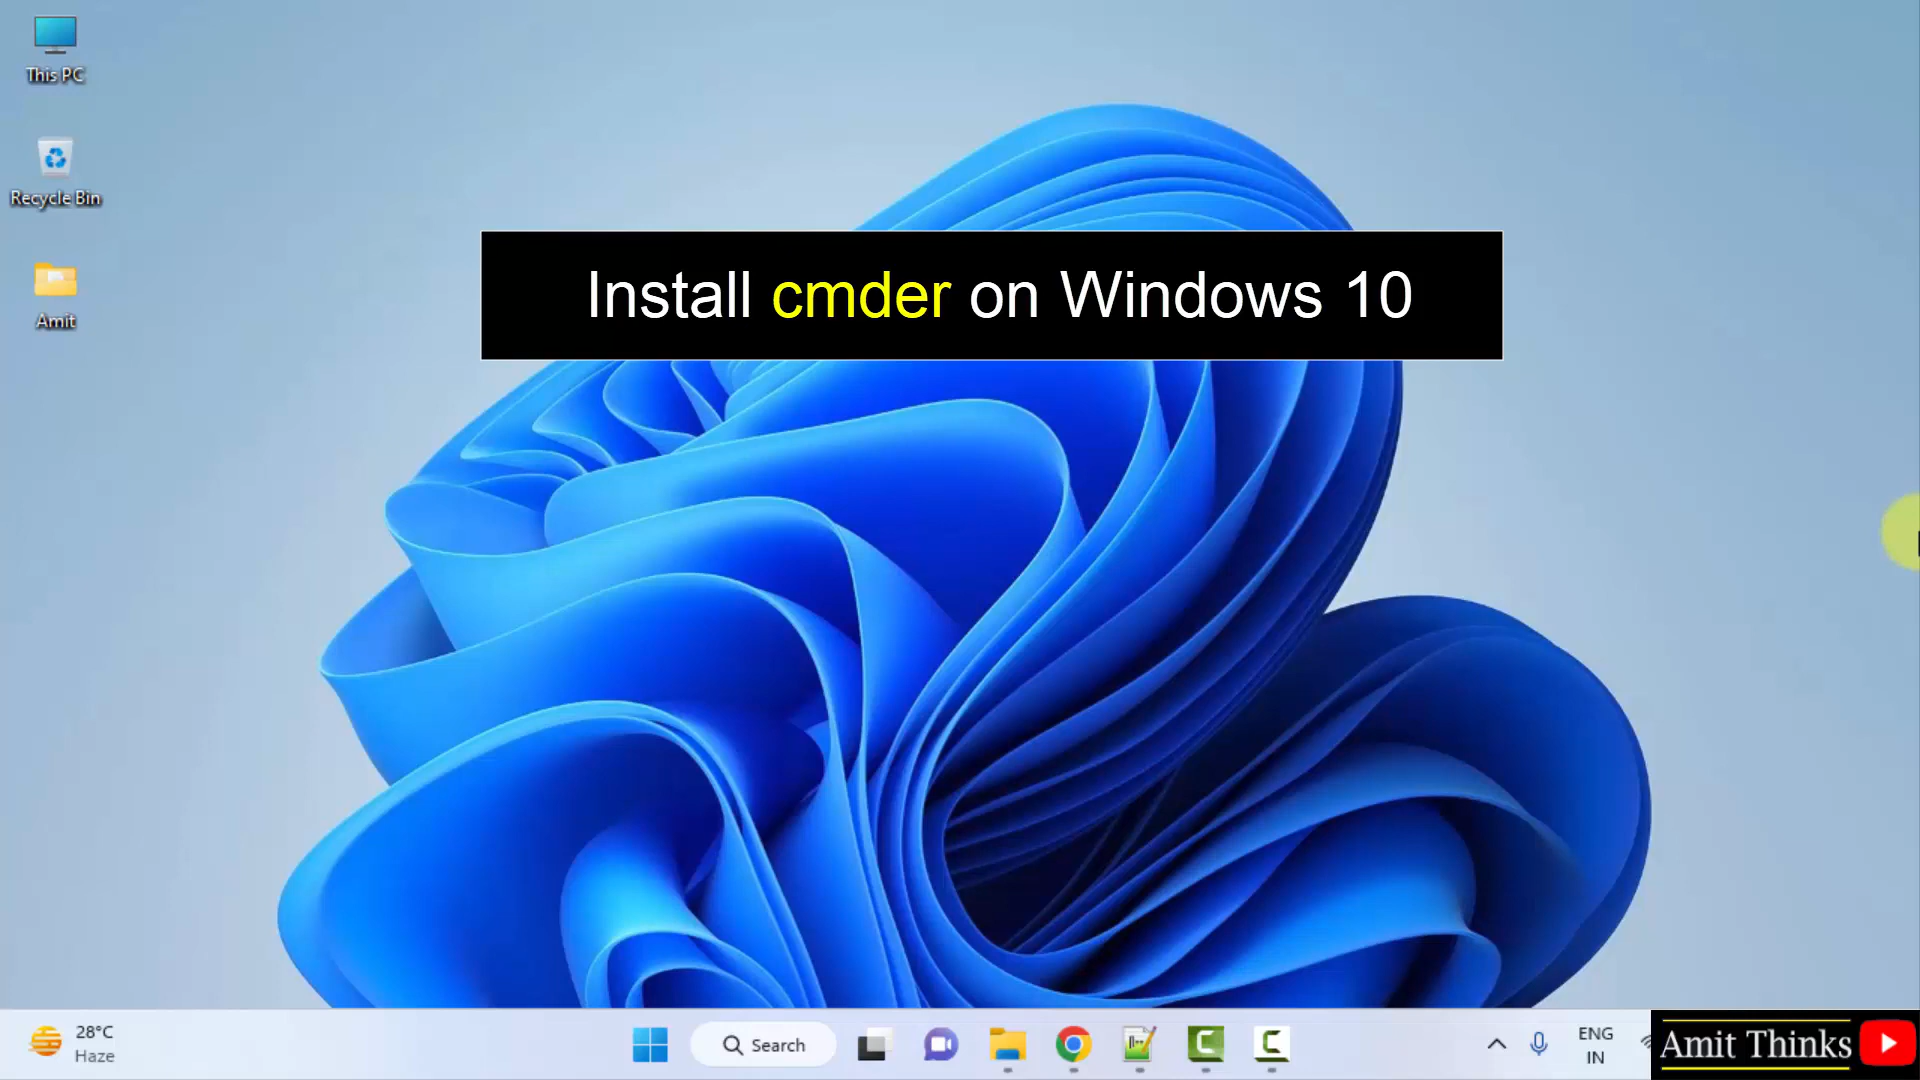 This PC
Recycle Bin
Amit
Install cmder on Windows 10
28°C
Haze
Search
ENG
IN
Amit Thinks